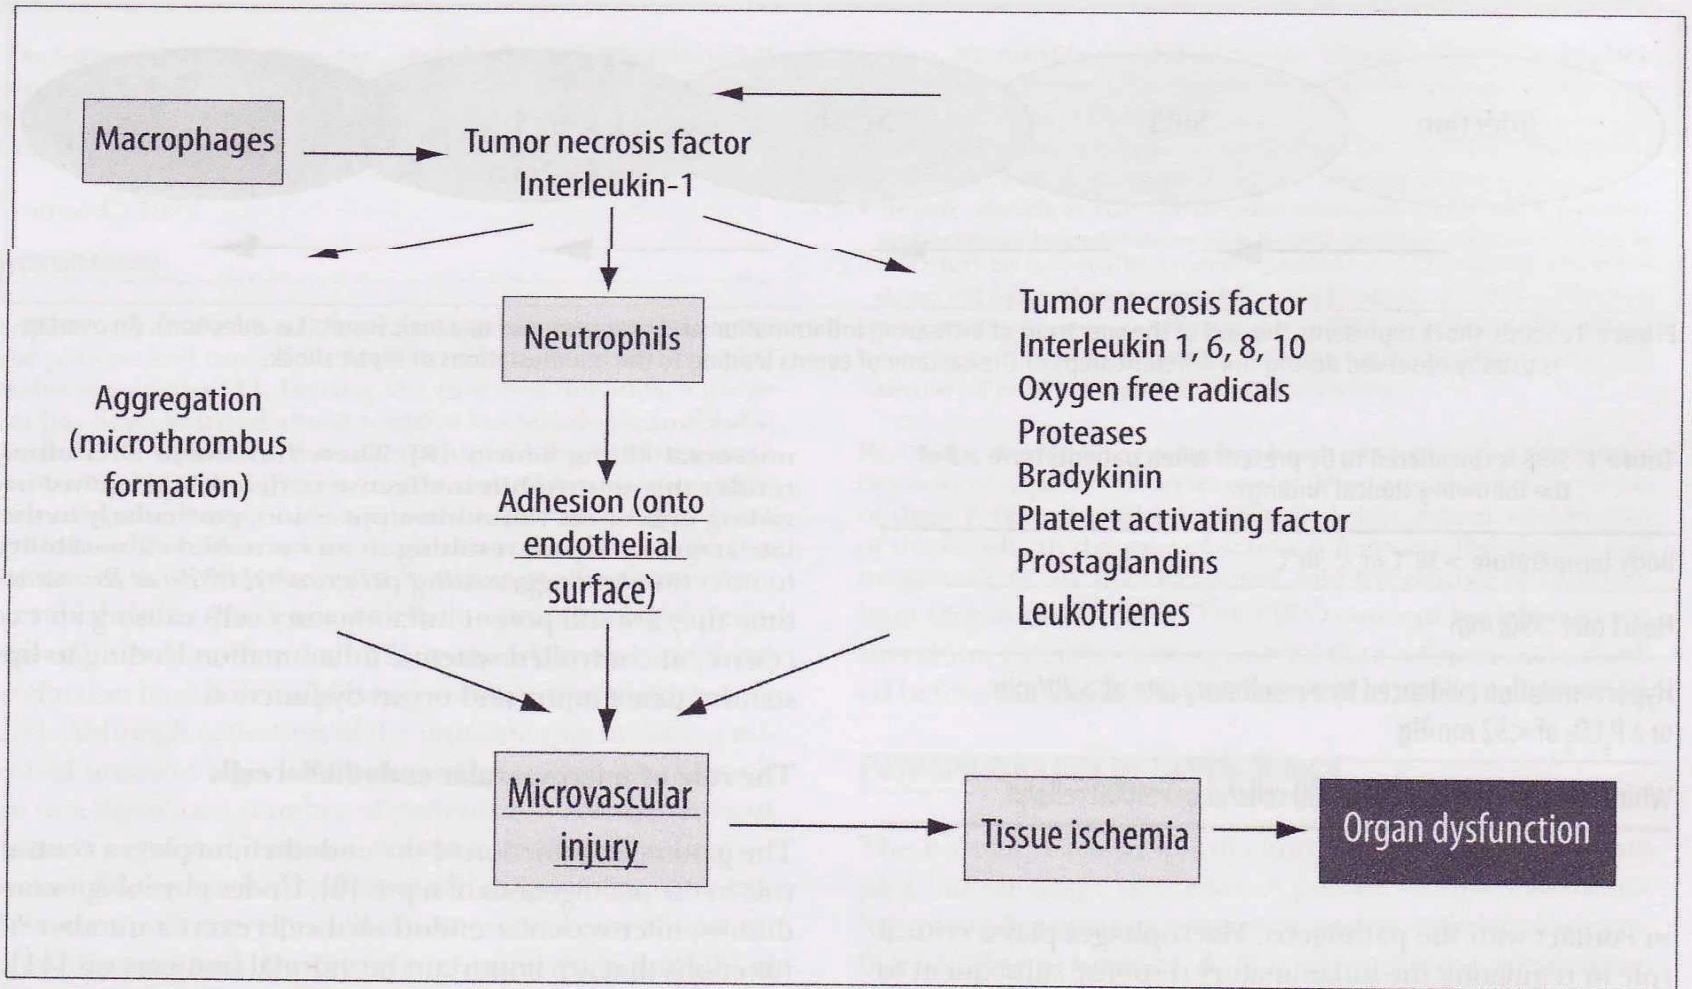 Macrophages
Tumor necrosis factor
Interleukin-1
Neutrophils
Aggregation
(microthrombus
formation)
Adhesion (onto
endothelial
surface)
Tumor necrosis factor
Interleukin 1, 6, 8, 10
Oxygen free radicals
Proteases
Bradykinin
Platelet activating factor
Prostaglandins
Leukotrienes
Microvascular
injury
Tissue ischemia
Organ dysfunction